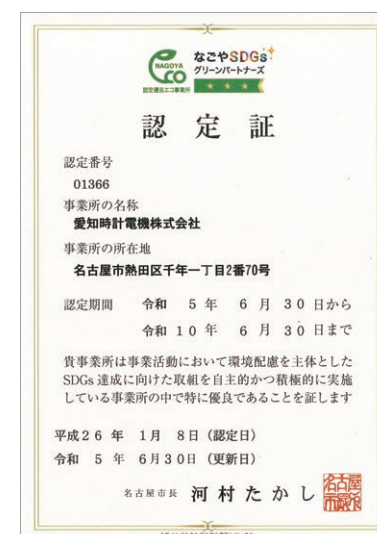 NAGOYA
eco
認定優良エコ事業所
なごやSDGs
グリーンパートナーズ
認定証
認定番号
01366
事業所の名称
愛知時計電機株式会社
事業所の所在地
名古屋市熱田区千年一丁目2番70号
認定期間 令和 5 年 6 月 30 日から
令和 10 年 6 月 30 日まで
貴事業所は事業活動において環境配慮を主体とした
SDGs 達成に向けた取組を自主的かつ積極的に実施
している事業所の中で特に優良であることを証します
平成26 年 1月 8日(認定日)
令和 5 年 6月30日(更新日)
名古屋市長 河村たかし